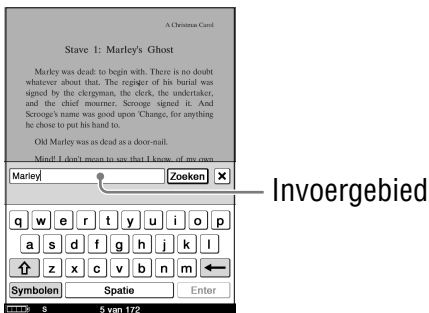 A Christmas Carol
Stave 1: Marley's Ghost
Marley was dead: to begin with. There is no doubt
whatever about that. The register of his burial was
signed by the clergyman, the clerk, the undertaker,
and the chief mourner. Scrooge signed it. And
Scrooge's name was good upon 'Change, for anything
he chose to put his hand to.
Old Marley was as dead as a door-nail.
Mind! I don't mean to say that I know, of my own
Marley Zoeken
Invoergebied
q w e r t y u i o p
a s d f g h j k l
z x c v b n m
Symbolen Spatie Enter
S 5 van 172